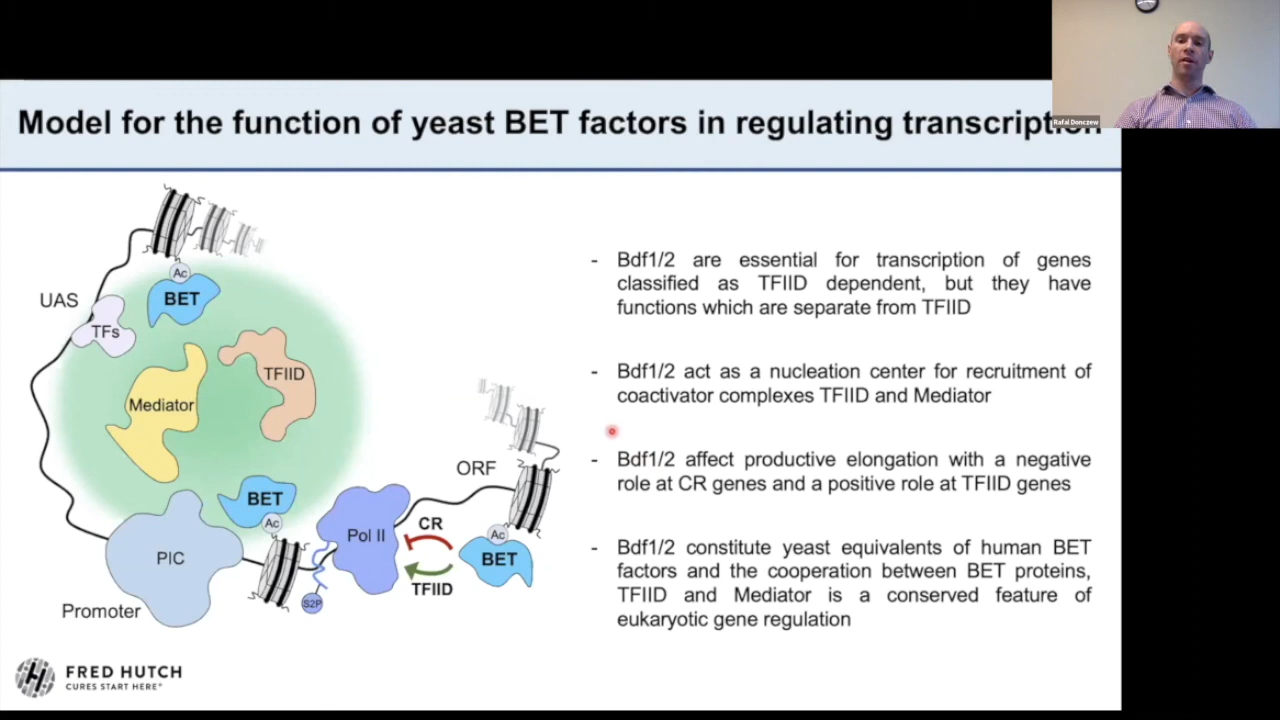 Rafal Donczew
Model for the function of yeast BET factors in regulating transcription
UAS
Ac
BET
TFs
TFIID
Mediator
BET
Ac
PIC
Promoter
Pol II
S2P
ORF
CR
TFIID
Ac
BET
- Bdf1/2 are essential for transcription of genes
classified as TFIID dependent, but they have
functions which are separate from TFIID
- Bdf1/2 act as a nucleation center for recruitment of
coactivator complexes TFIID and Mediator
- Bdf1/2 affect productive elongation with a negative
role at CR genes and a positive role at TFIID genes
- Bdf1/2 constitute yeast equivalents of human BET
factors and the cooperation between BET proteins,
TFIID and Mediator is a conserved feature of
eukaryotic gene regulation
FRED HUTCH
CURES START HERE™